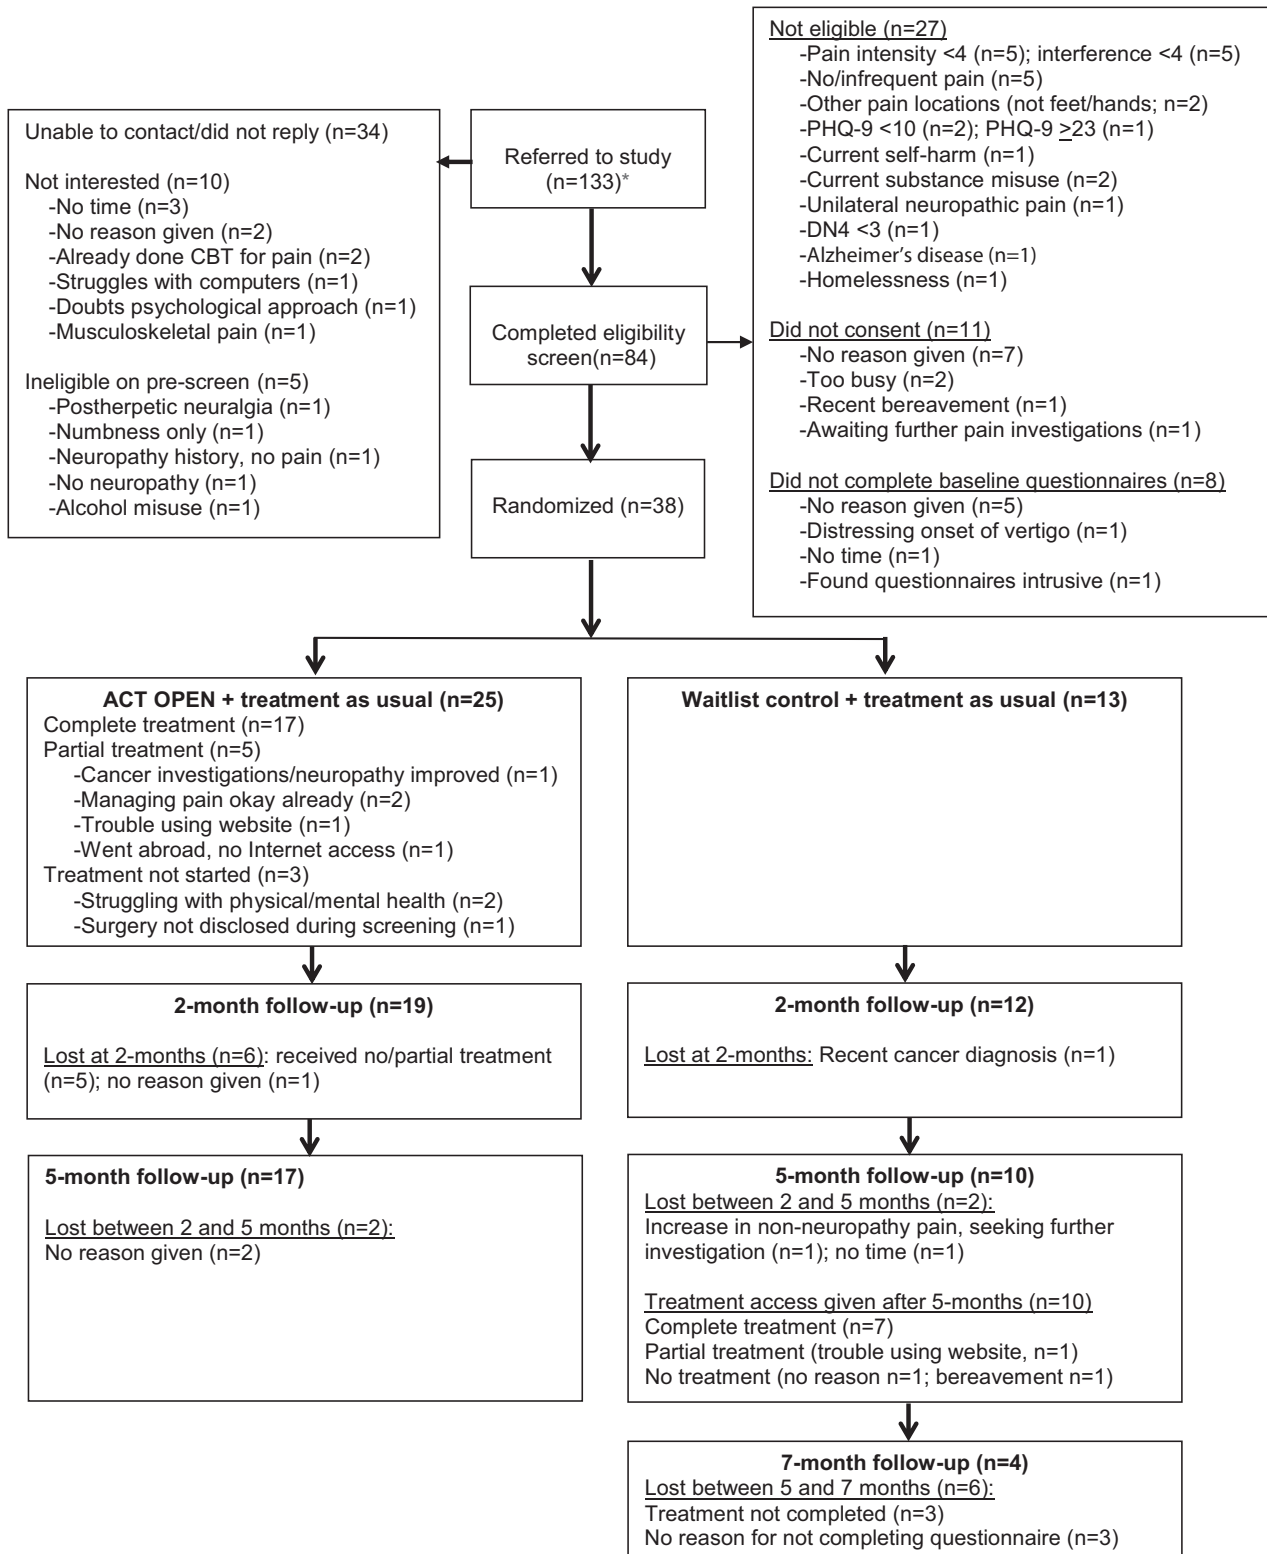 Referred to study
(n=133)*
Unable to contact/did not reply (n=34)
Not interested (n=10)
-No time (n=3)
-No reason given (n=2)
-Already done CBT for pain (n=2)
-Struggles with computers (n=1)
-Doubts psychological approach (n=1)
-Musculoskeletal pain (n=1)
Ineligible on pre-screen (n=5)
-Postherpetic neuralgia (n=1)
-Numbness only (n=1)
-Neuropathy history, no pain (n=1)
-No neuropathy (n=1)
-Alcohol misuse (n=1)
Completed eligibility
screen(n=84)
Not eligible (n=27)
-Pain intensity <4 (n=5); interference <4 (n=5)
-No/infrequent pain (n=5)
-Other pain locations (not feet/hands; n=2)
-PHQ-9 <10 (n=2); PHQ-9 ≥23 (n=1)
-Current self-harm (n=1)
-Current substance misuse (n=2)
-Unilateral neuropathic pain (n=1)
-DN4 <3 (n=1)
-Alzheimer's disease (n=1)
-Homelessness (n=1)
Did not consent (n=11)
-No reason given (n=7)
-Too busy (n=2)
-Recent bereavement (n=1)
-Awaiting further pain investigations (n=1)
Did not complete baseline questionnaires (n=8)
-No reason given (n=5)
-Distressing onset of vertigo (n=1)
-No time (n=1)
-Found questionnaires intrusive (n=1)
Randomized (n=38)
ACT OPEN + treatment as usual (n=25)
Complete treatment (n=17)
Partial treatment (n=5)
-Cancer investigations/neuropathy improved (n=1)
-Managing pain okay already (n=2)
-Trouble using website (n=1)
-Went abroad, no Internet access (n=1)
Treatment not started (n=3)
-Struggling with physical/mental health (n=2)
-Surgery not disclosed during screening (n=1)
Waitlist control + treatment as usual (n=13)
2-month follow-up (n=19)
Lost at 2-months (n=6): received no/partial treatment
(n=5); no reason given (n=1)
2-month follow-up (n=12)
Lost at 2-months: Recent cancer diagnosis (n=1)
5-month follow-up (n=17)
Lost between 2 and 5 months (n=2):
No reason given (n=2)
5-month follow-up (n=10)
Lost between 2 and 5 months (n=2):
Increase in non-neuropathy pain, seeking further
investigation (n=1); no time (n=1)
Treatment access given after 5-months (n=10)
Complete treatment (n=7)
Partial treatment (trouble using website, n=1)
No treatment (no reason n=1; bereavement n=1)
7-month follow-up (n=4)
Lost between 5 and 7 months (n=6):
Treatment not completed (n=3)
No reason for not completing questionnaire (n=3)